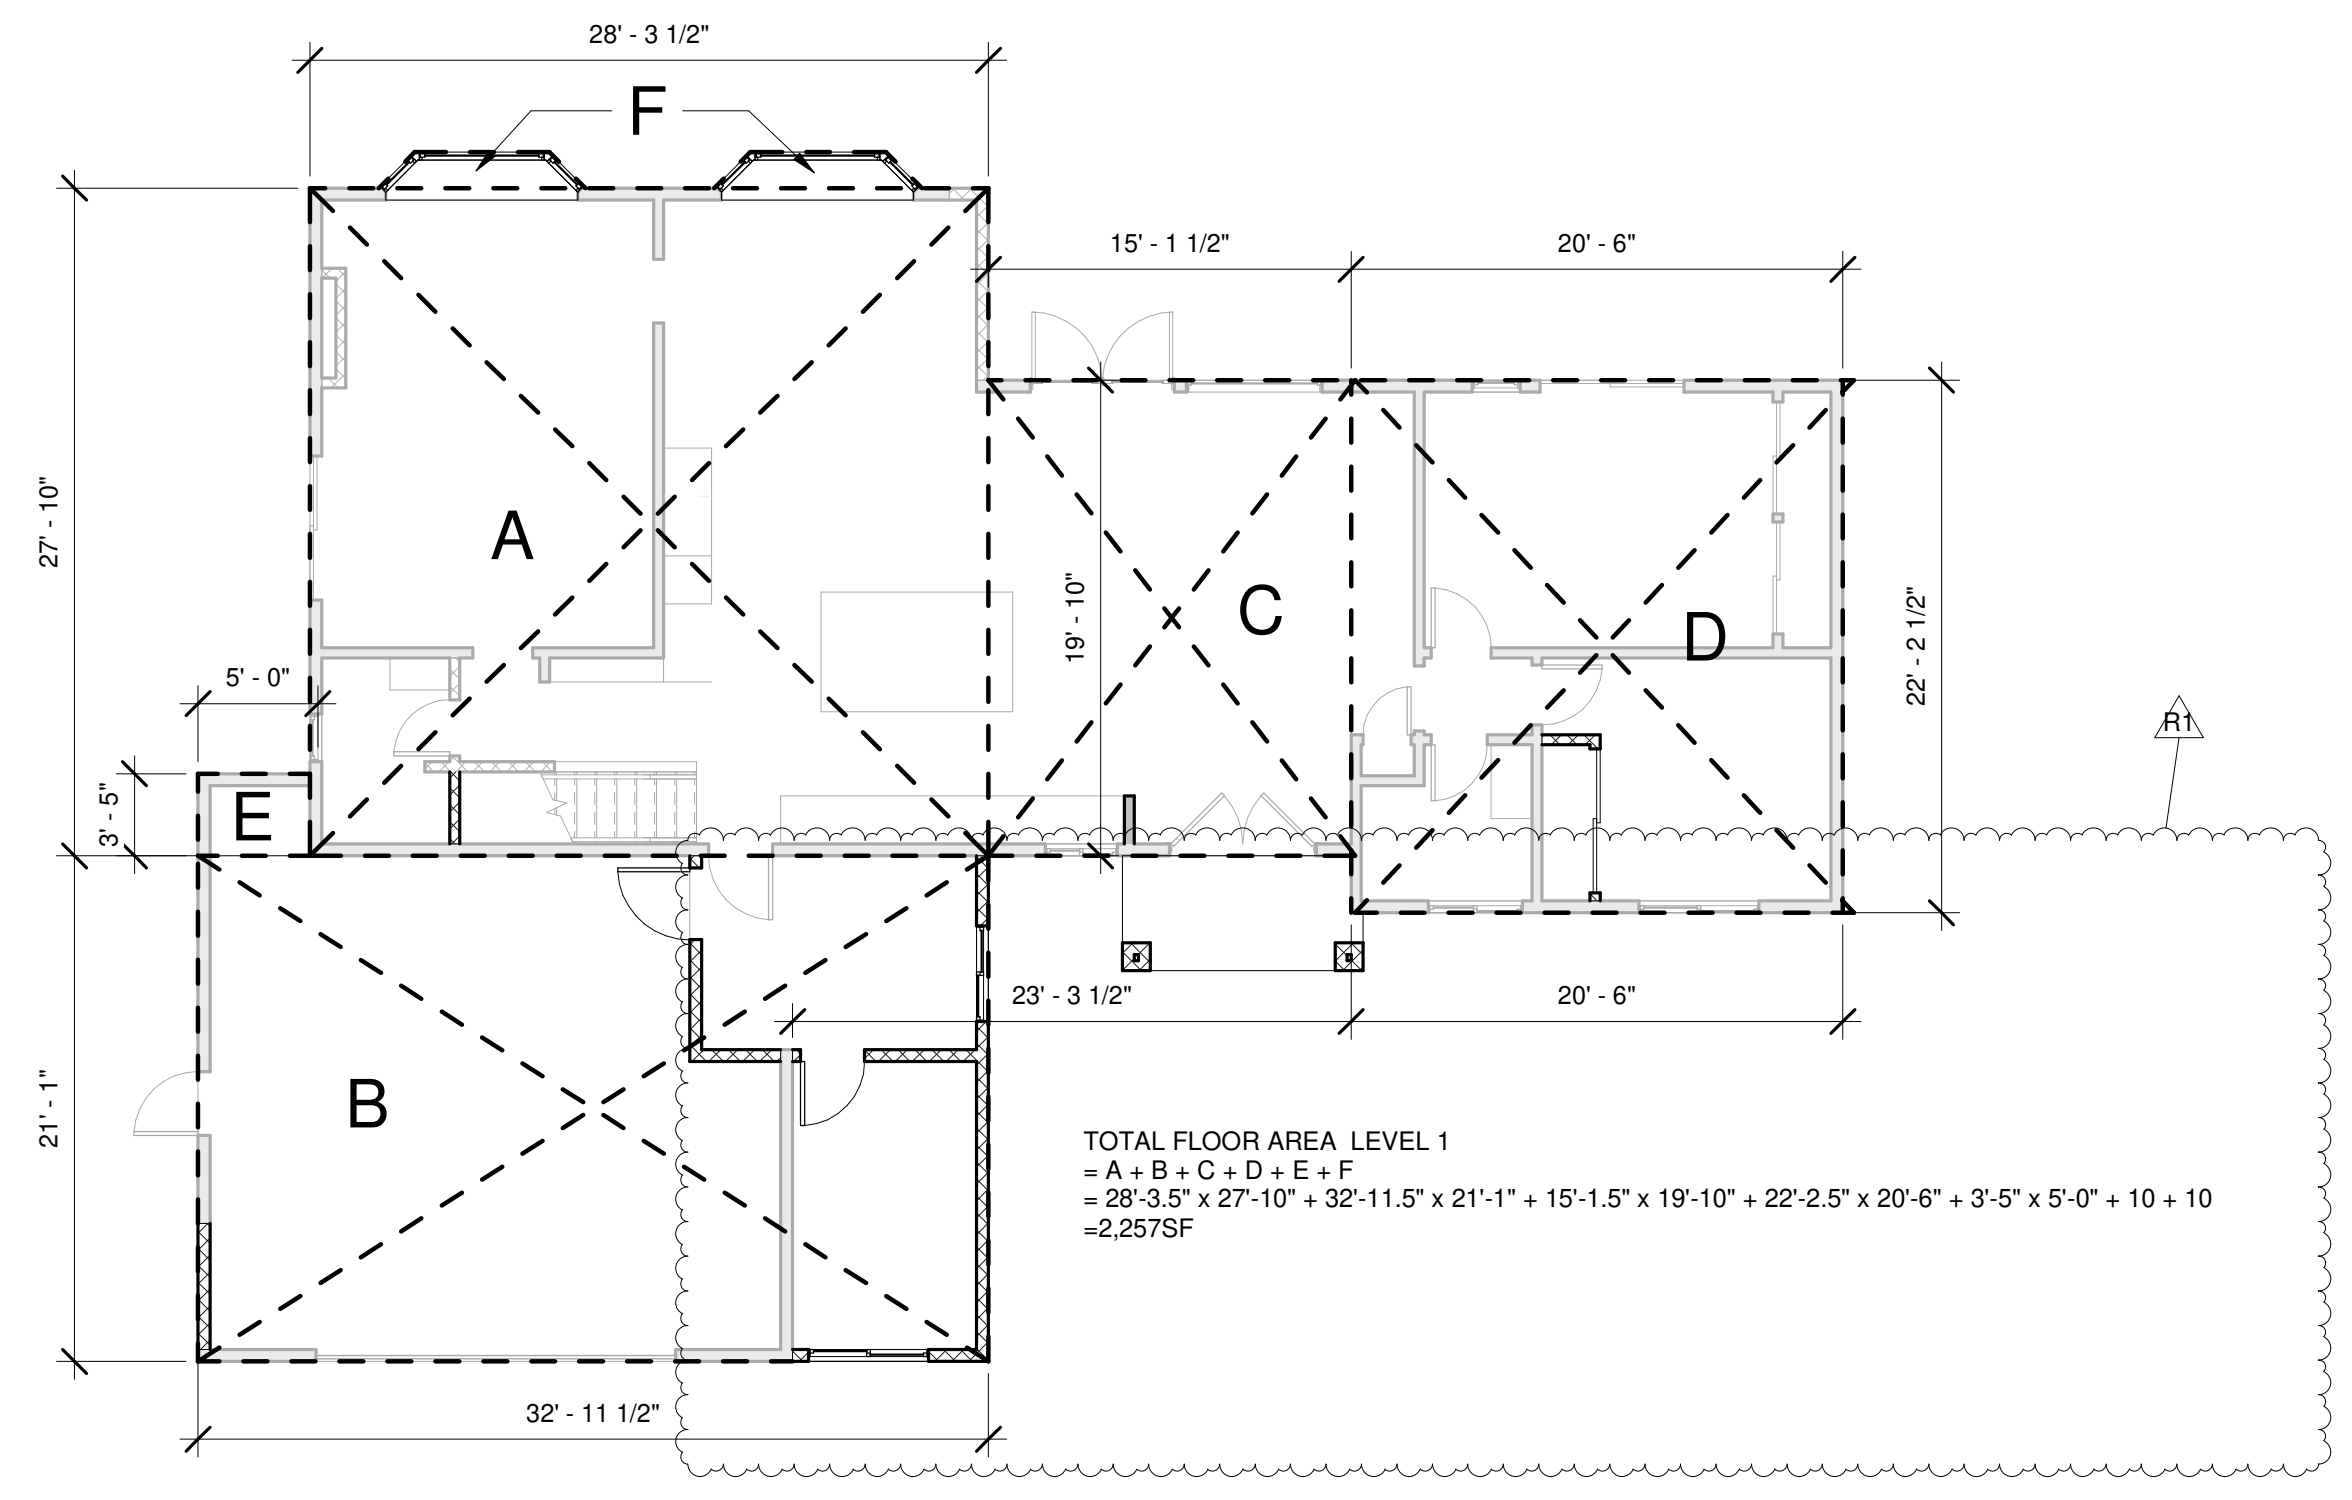 28' - 3 1/2"
F
15' - 1 1/2"
20' - 6"
27' - 10"
A
C
19' - 10"
D
22' - 2 1/2"
5' - 0"
R1
3' - 5"
E
23' - 3 1/2"
20' - 6"
B
21' - 1"
TOTAL FLOOR AREA  LEVEL 1
= A + B + C + D + E + F
= 28'-3.5" x 27'-10" + 32'-11.5" x 21'-1" + 15'-1.5" x 19'-10" + 22'-2.5" x 20'-6" + 3'-5" x 5'-0" + 10 + 10
=2,257SF
32' - 11 1/2"